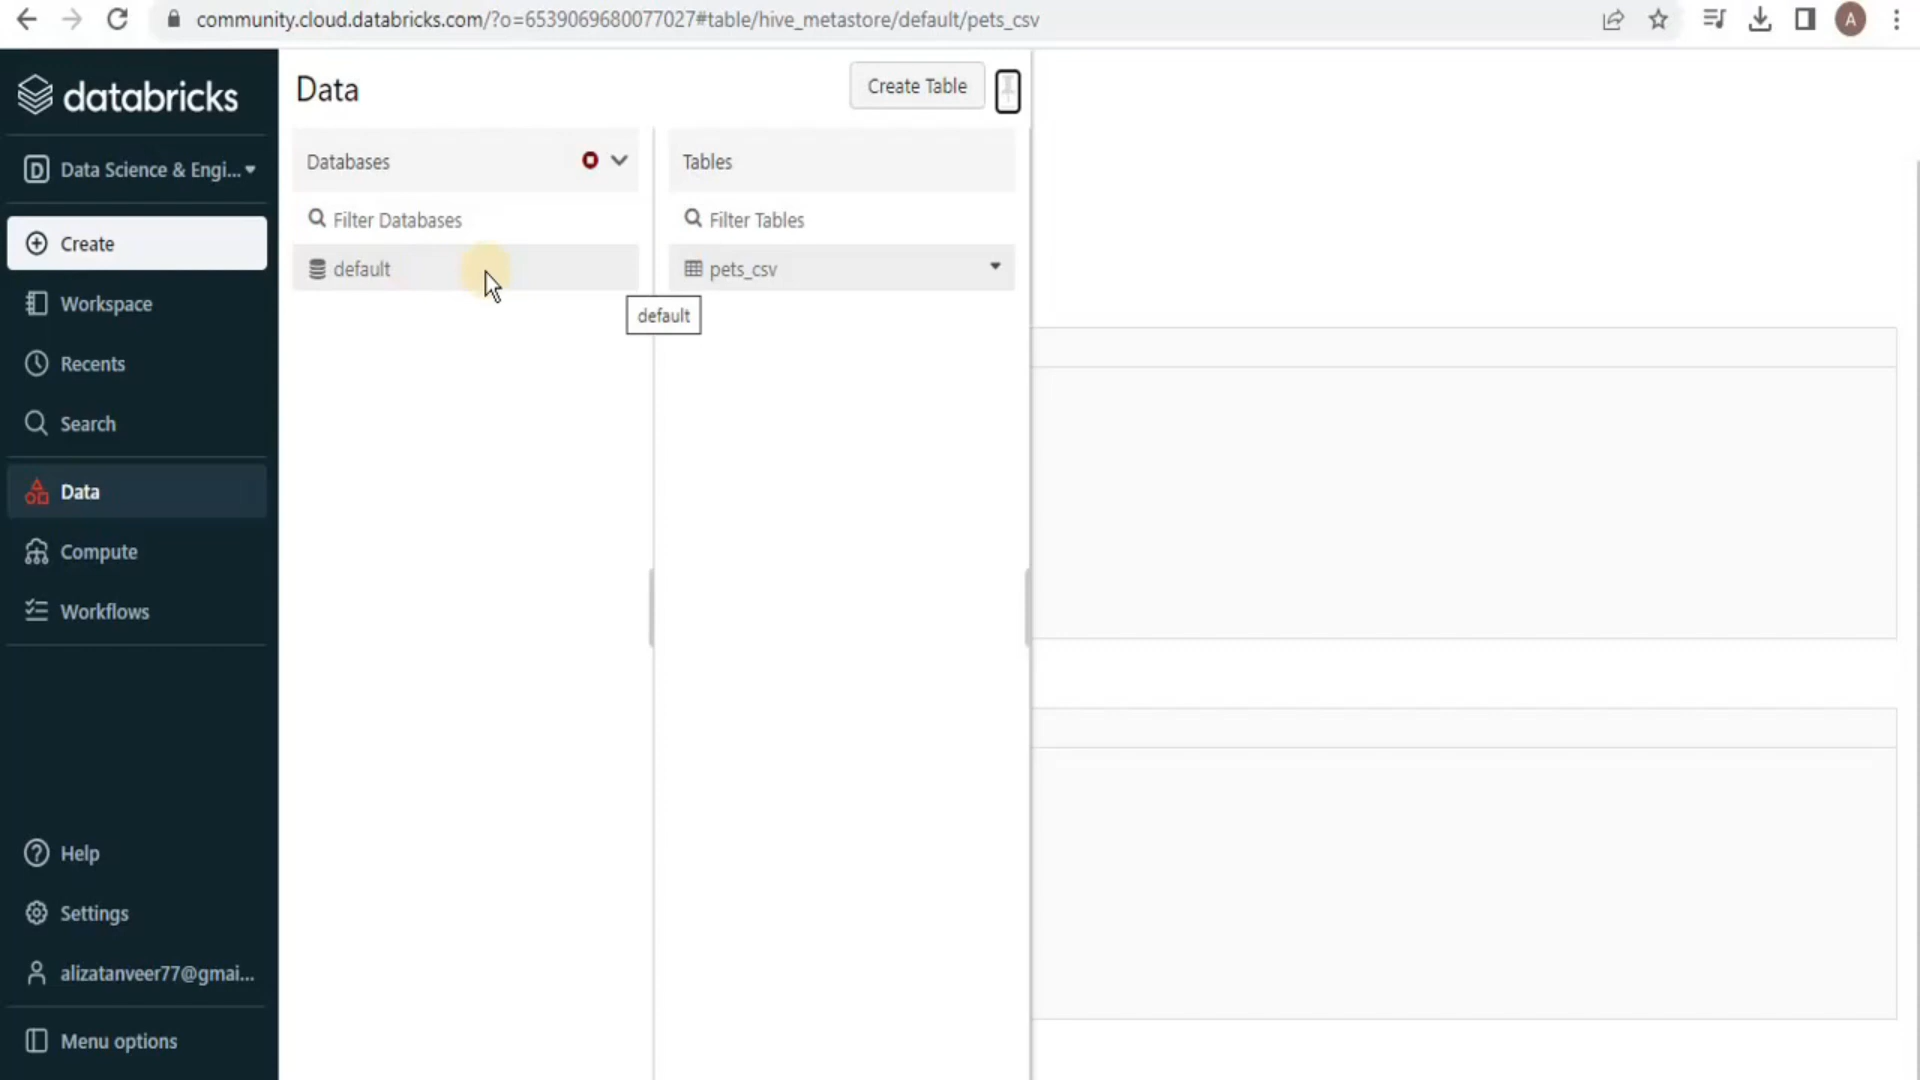 community.cloud.databricks.com/?o=6539069680077027#table/hive_metastore/default/pets_csv
A
databricks
D Data Science & Engi...
Create
Workspace
Recents
Search
Data
Compute
Workflows
Help
Settings
alizatanveer77@gmai...
Menu options
Data
Create Table
Databases
Filter Databases
default
Tables
Filter Tables
pets_csv
default